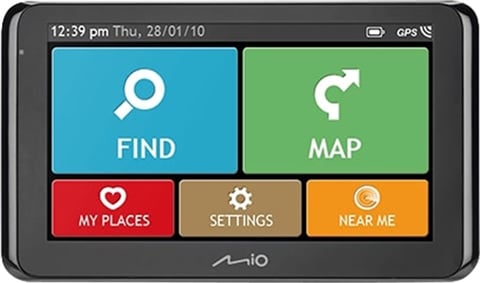 12:39 pm Thu, 28/01/10 GPS
FIND
MAP
MY PLACES
SETTINGS
NEAR ME
Mio